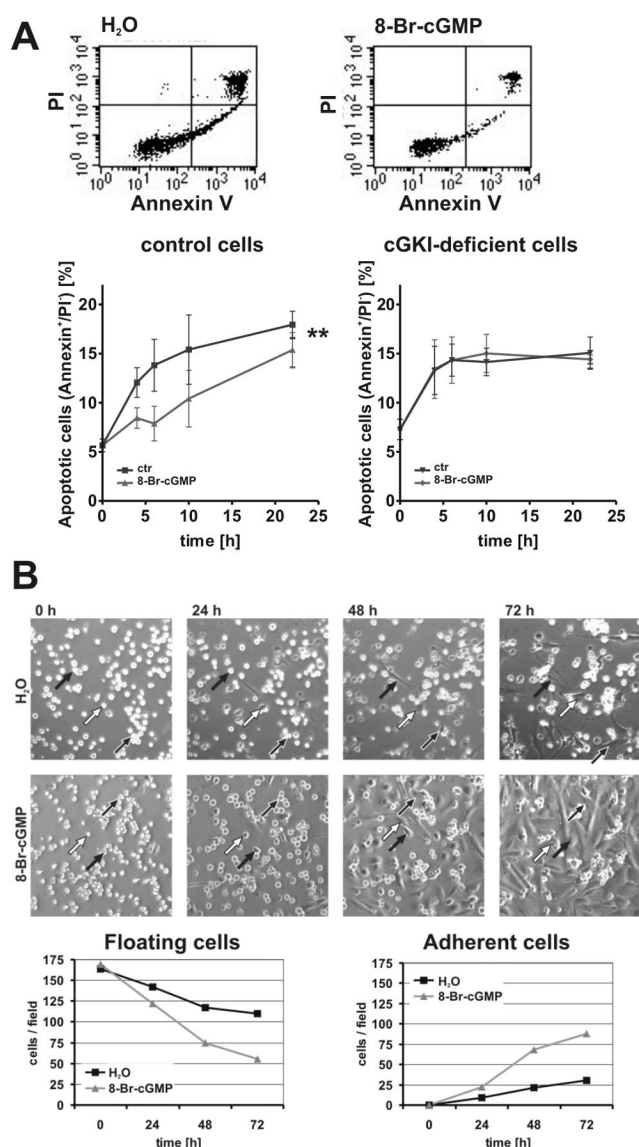 A
H₂O
8-Br-cGMP
PI
10⁴
10³
10²
10¹
10⁰
10⁰ 10¹ 10² 10³ 10⁴
Annexin V
10⁴
10³
10²
10¹
10⁰
10⁰ 10¹ 10² 10³ 10⁴
Annexin V
control cells
Apoptotic cells (Annexin⁺/PI⁻) [%]
20
15
10
5
0
**
ctr
8-Br-cGMP
0 5 10 15 20 25
time [h]
cGKI-deficient cells
Apoptotic cells (Annexin⁺/PI⁻) [%]
20
15
10
5
0
ctr
8-Br-cGMP
0 5 10 15 20 25
time [h]
B
0 h 24 h 48 h 72 h
H₂O
8-Br-cGMP
Floating cells
cells / field
175
150
125
100
75
50
25
0
H₂O
8-Br-cGMP
0 24 48 72
time [h]
Adherent cells
cells / field
175
150
125
100
75
50
25
0
H₂O
8-Br-cGMP
0 24 48 72
time [h]